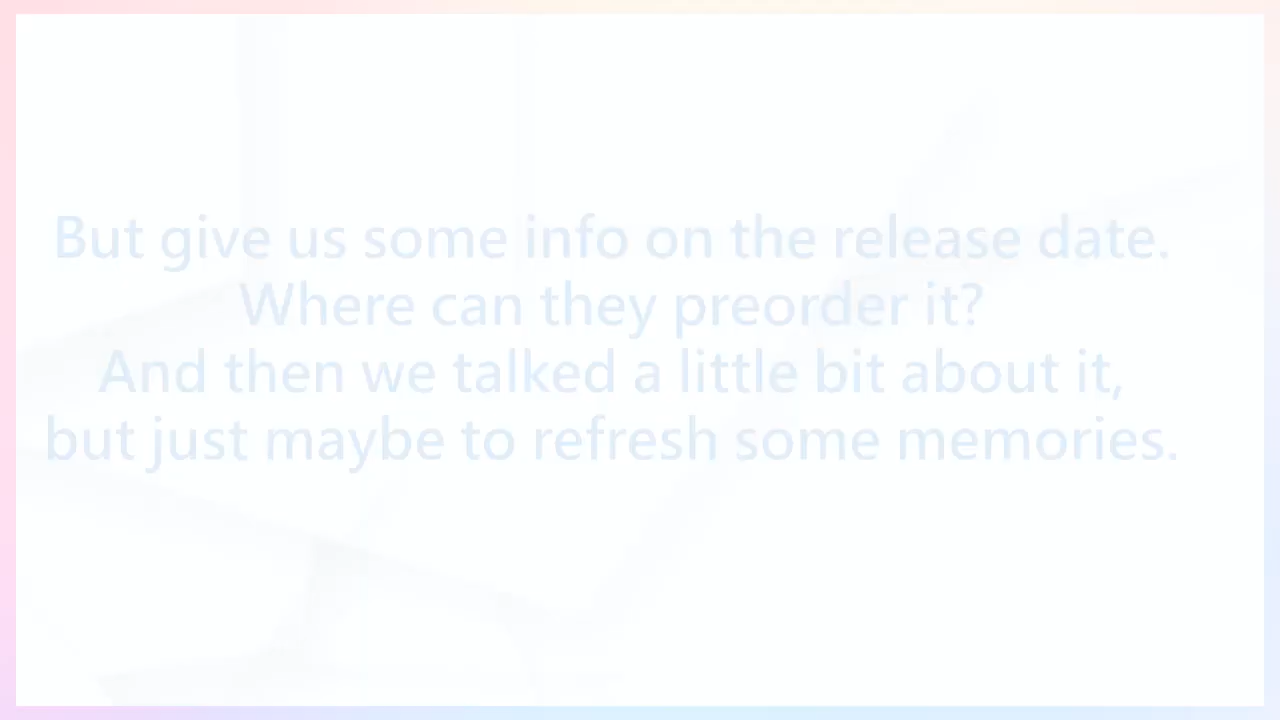 But give us some info on the release date.
Where can they preorder it?
And then we talked a little bit about it,
but just maybe to refresh some memories.